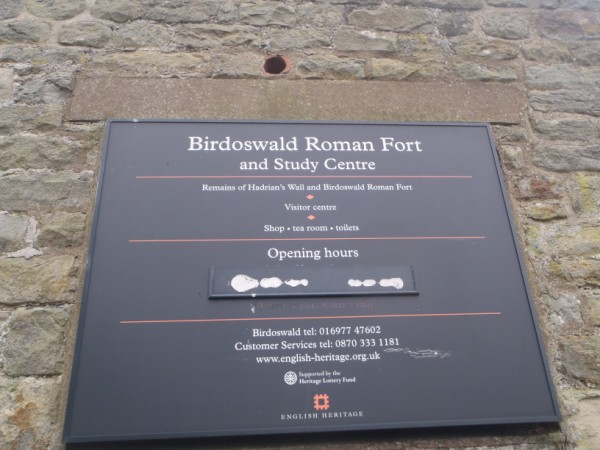 Birdoswald Roman Fort
and Study Centre
Remains of Hadrian's Wall and Birdoswald Roman Fort
Visitor centre
Shop • tea room • toilets
Opening hours
Birdoswald tel: 016977 47602
Customer Services tel: 0870 333 1181
www.english-heritage.org.uk
Supported by the
Heritage Lottery Fund
ENGLISH HERITAGE